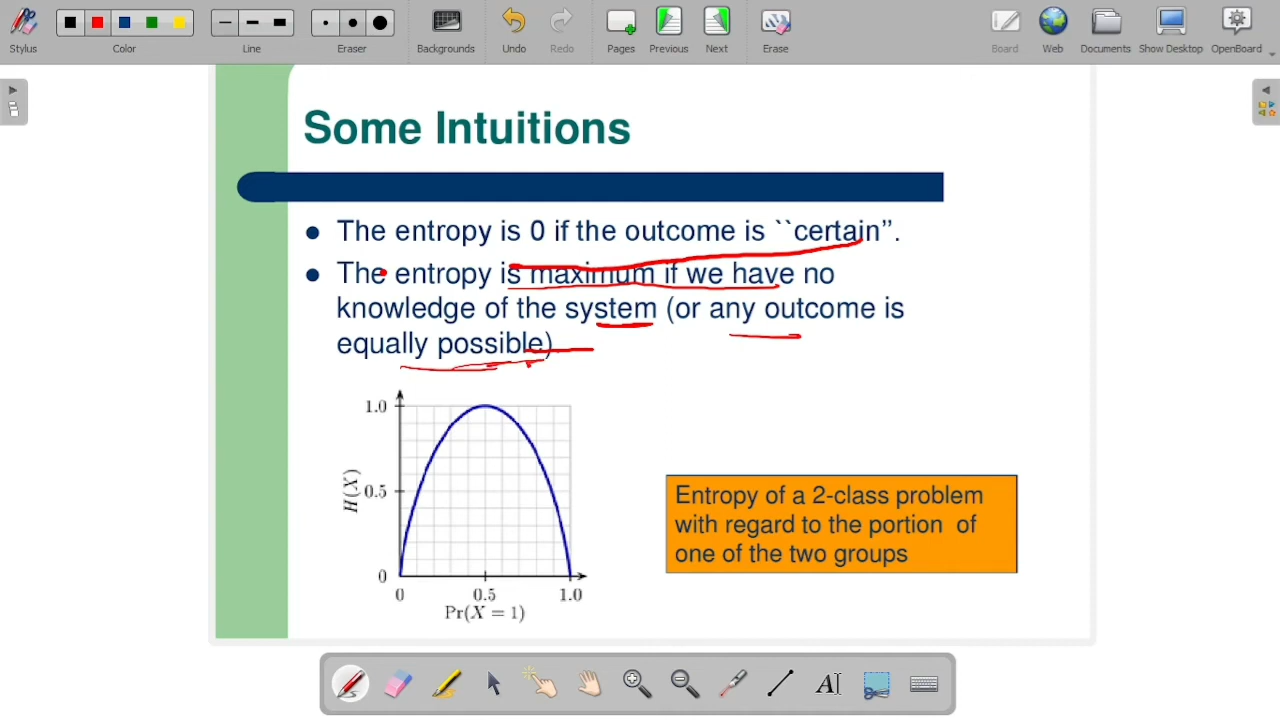 Stylus
Color
Line
Eraser
Backgrounds
Undo
Redo
Pages
Previous
Next
Erase
Board
Web
Documents
Show Desktop
OpenBoard
Some Intuitions
● The entropy is 0 if the outcome is ``certain”.
● The entropy is maximum if we have no
knowledge of the system (or any outcome is
equally possible).
1.0
H(X)
0.5
0
0 0.5 1.0
Pr(X = 1)
Entropy of a 2-class problem
with regard to the portion of
one of the two groups
A